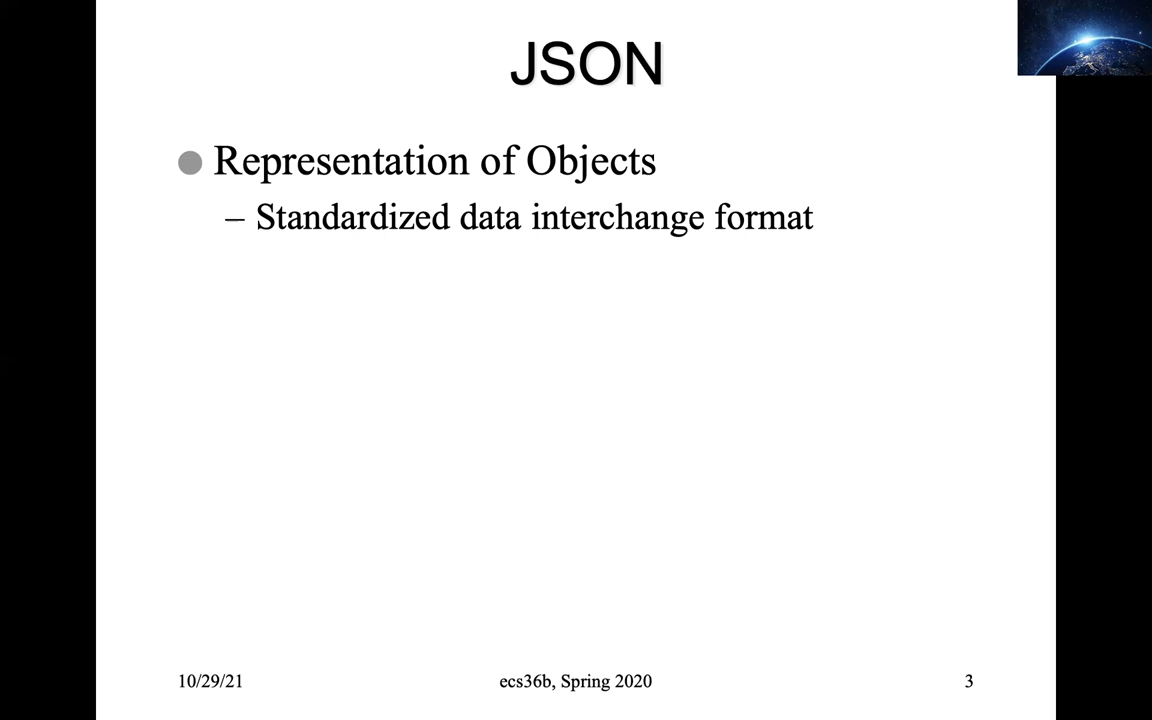 JSON
Representation of Objects
– Standardized data interchange format
10/29/21
ecs36b, Spring 2020
3